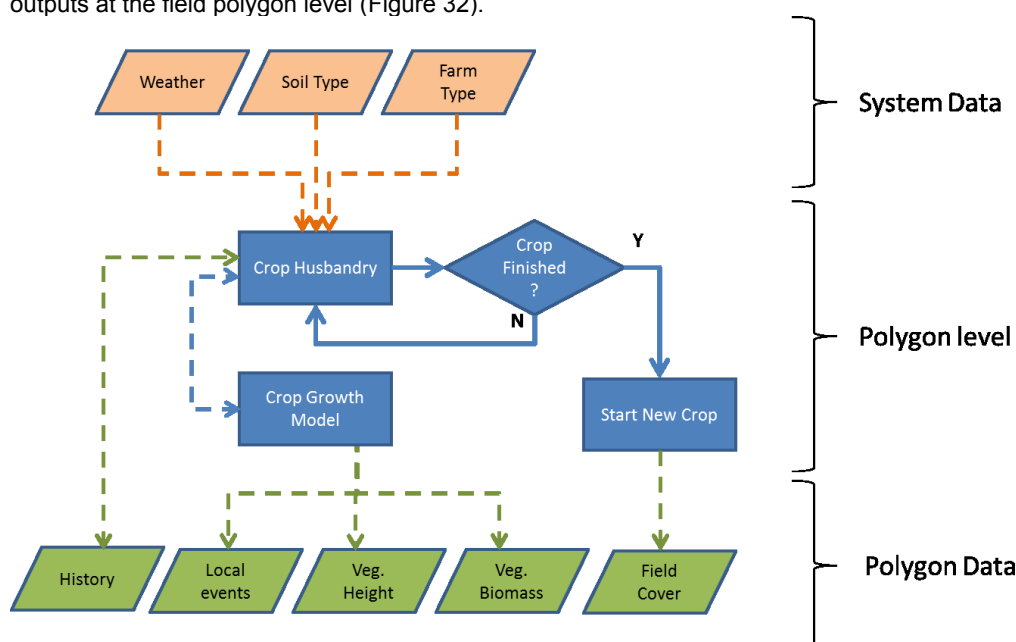 outputs at the field polygon level (Figure 32).
Weather
Soil Type
Farm
Type
System Data
Crop Husbandry
Crop
Finished
?
Y
N
Polygon level
Crop Growth
Model
Start New Crop
History
Local
events
Veg.
Height
Veg.
Biomass
Field
Cover
Polygon Data